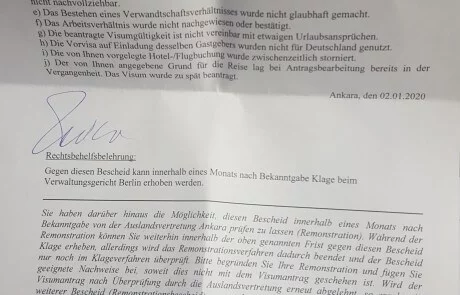 nicht nachvollziehbar.
e) Das Bestehen eines Verwandtschaftsverhältnisses wurde nicht glaubhaft gemacht.
f) Das Arbeitsverhältnis wurde nicht nachgewiesen oder bestätigt.
g) Die beantragte Visumgültigkeit ist nicht vereinbar mit etwaigen Urlaubsansprüchen.
h) Die Vorvisa auf Einladung desselben Gastgebers wurden nicht für Deutschland genutzt.
i) Die von Ihnen vorgelegte Hotel-/Flugbuchung wurde zwischenzeitlich storniert.
j) Der von Ihnen angegebene Grund für die Reise lag bei Antragsbearbeitung bereits in der
Vergangenheit. Das Visum wurde zu spät beantragt.
Ankara, den 02.01.2020
Rechtsbehelfsbelehrung:
Gegen diesen Bescheid kann innerhalb eines Monats nach Bekanntgabe Klage beim
Verwaltungsgericht Berlin erhoben werden.
Sie haben darüber hinaus die Möglichkeit, diesen Bescheid innerhalb eines Monats nach
Bekanntgabe von der Auslandsvertretung Ankara prüfen zu lassen (Remonstration). Während der
Remonstration können Sie weiterhin innerhalb der oben genannten Frist gegen diesen Bescheid
Klage erheben, allerdings wird das Remonstrationsverfahren dadurch beendet und der Bescheid
nur noch im Klageverfahren überprüft. Bitte begründen Sie Ihre Remonstration und fügen Sie
geeignete Nachweise bei, soweit dies nicht mit dem Visumantrag geschehen ist. Wird der
Visumantrag nach Überprüfung durch die Auslandsvertretung erneut abgelehnt,
weiterer Bescheid